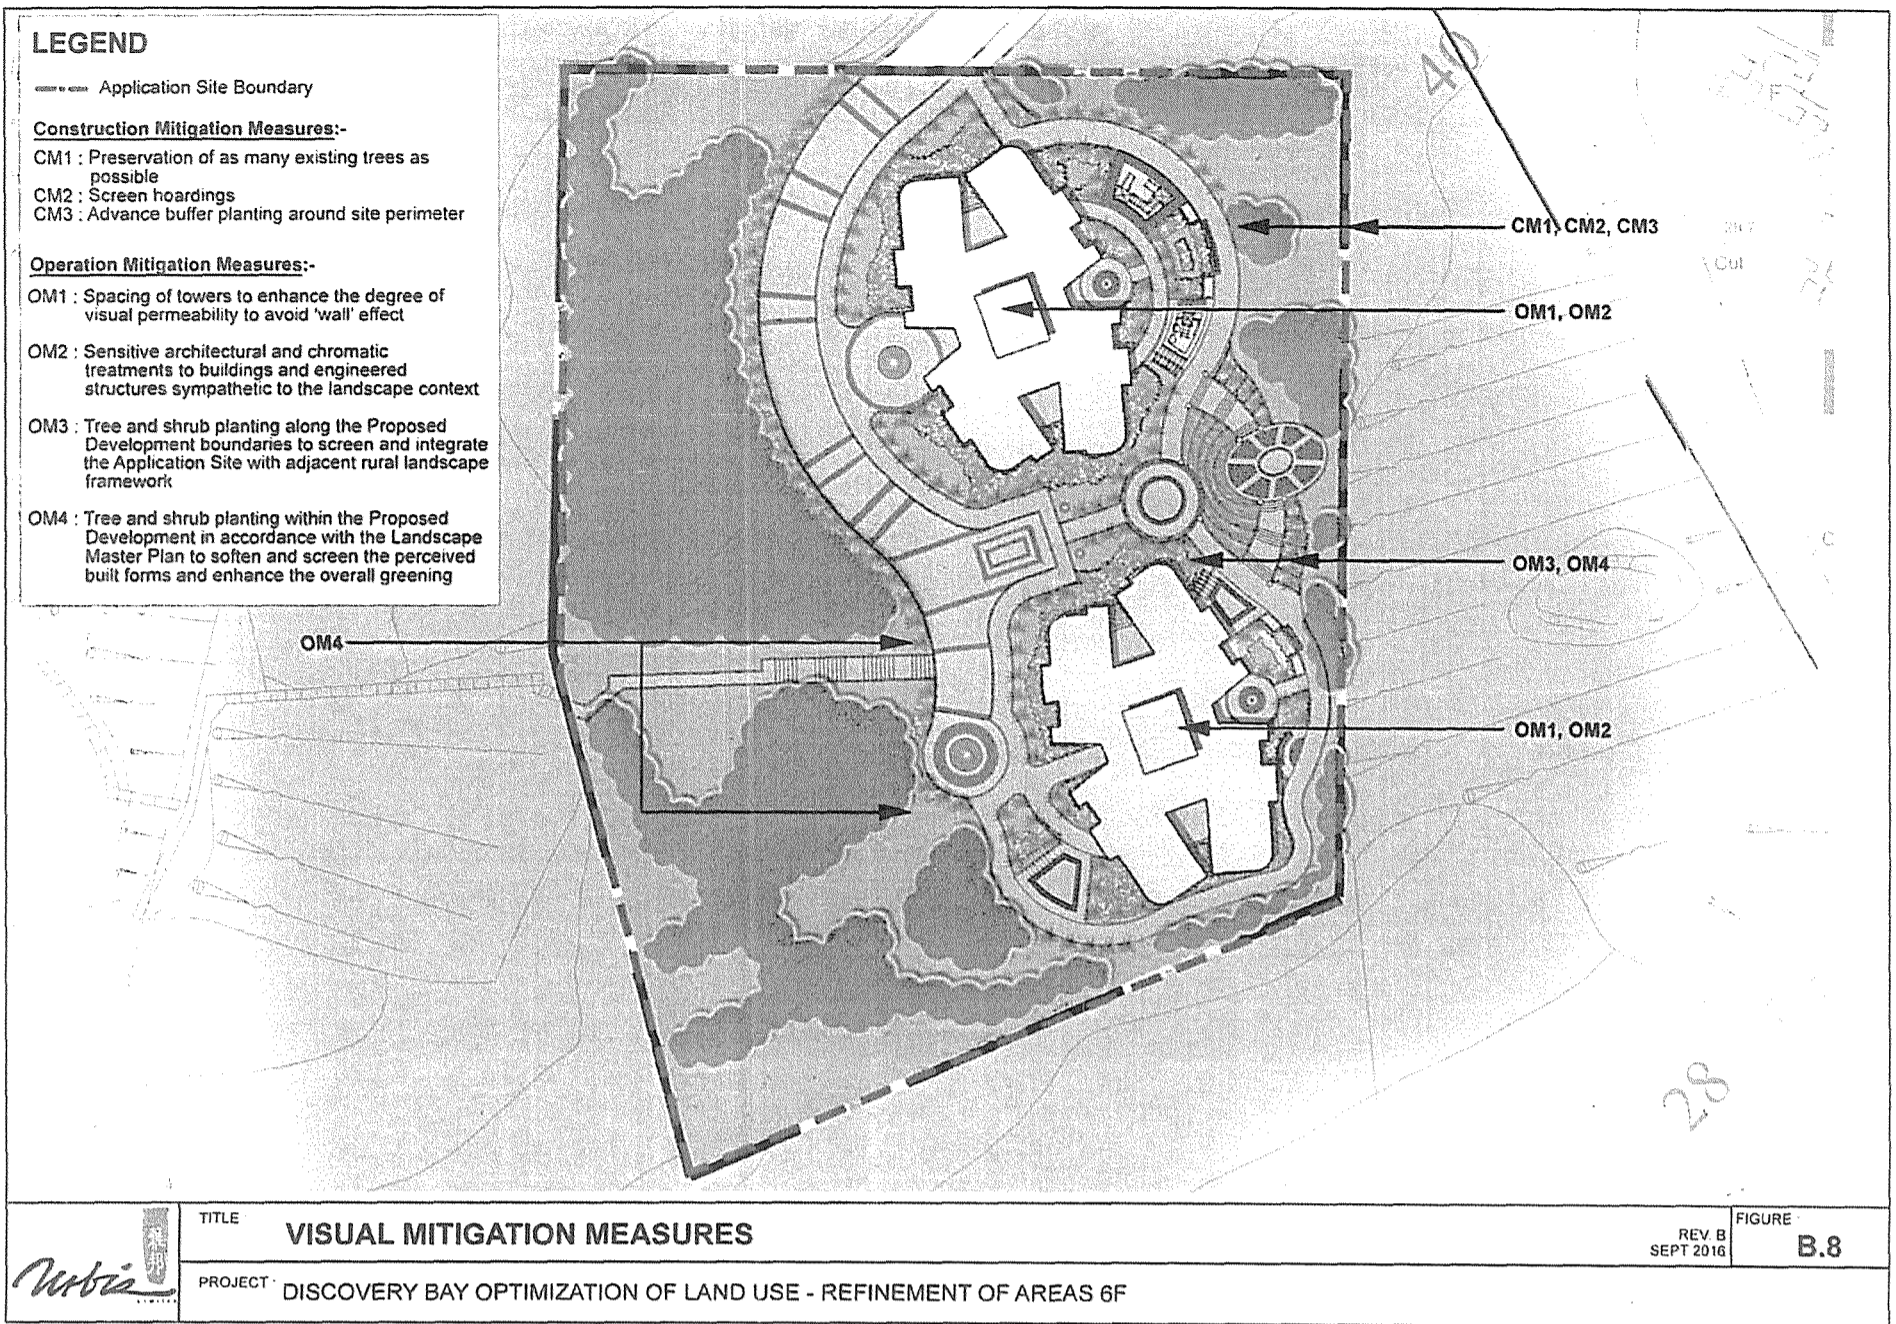 LEGEND
Application Site Boundary
Construction Mitigation Measures:-
CM1 : Preservation of as many existing trees as
possible
CM2 : Screen hoardings
CM3 : Advance buffer planting around site perimeter
Operation Mitigation Measures:-
OM1 : Spacing of towers to enhance the degree of
visual permeability to avoid 'wall' effect
OM2 : Sensitive architectural and chromatic
treatments to buildings and engineered
structures sympathetic to the landscape context
OM3 : Tree and shrub planting along the Proposed
Development boundaries to screen and integrate
the Application Site with adjacent rural landscape
framework
OM4 : Tree and shrub planting within the Proposed
Development in accordance with the Landscape
Master Plan to soften and screen the perceived
built forms and enhance the overall greening
40
CM1, CM2, CM3
Cut
OM1, OM2
OM3, OM4
OM4
OM1, OM2
28
Urbis
LIMITED
TITLE
VISUAL MITIGATION MEASURES
REV. B
SEPT 2016
FIGURE
B.8
PROJECT
DISCOVERY BAY OPTIMIZATION OF LAND USE - REFINEMENT OF AREAS 6F